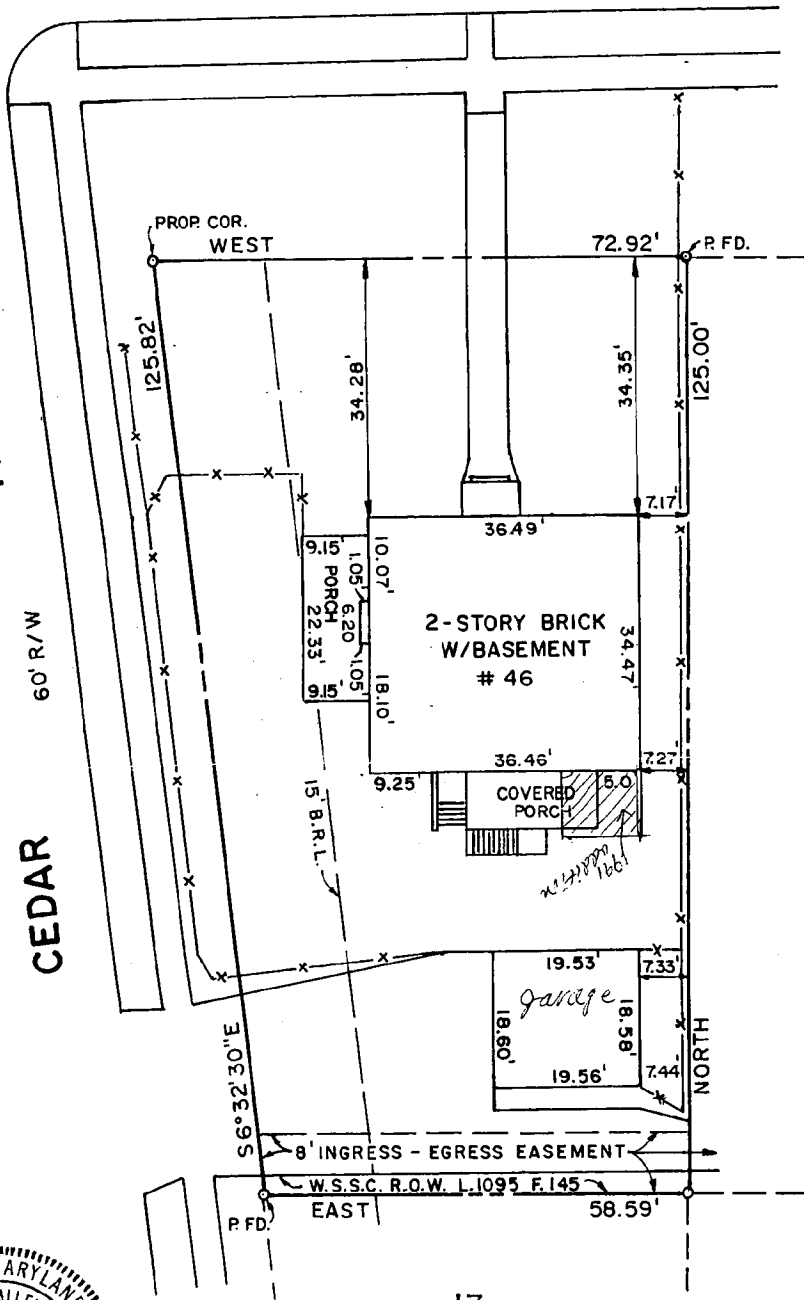 PROP. COR.
WEST
72.92'
P. FD.
125.82'
34.28'
34.35'
125.00'
7.17'
36.49'
9.15'
PORCH
22.33'
6.20
1.05'
1.05'
10.07'
18.10'
9.15'
2-STORY BRICK
W/BASEMENT
# 46
34.47'
60' R/W
36.46'
7.27'
9.25'
5.0
COVERED
PORCH
1991
addition
15' B.R.L.
CEDAR
19.53'
7.33'
garage
18.60'
18.58'
19.56'
7.44'
NORTH
S 6° 32' 30" E
8' INGRESS - EGRESS EASEMENT
W.S.S.C. R.O.W. L.1095 F.145
P. FD.
EAST
58.59'